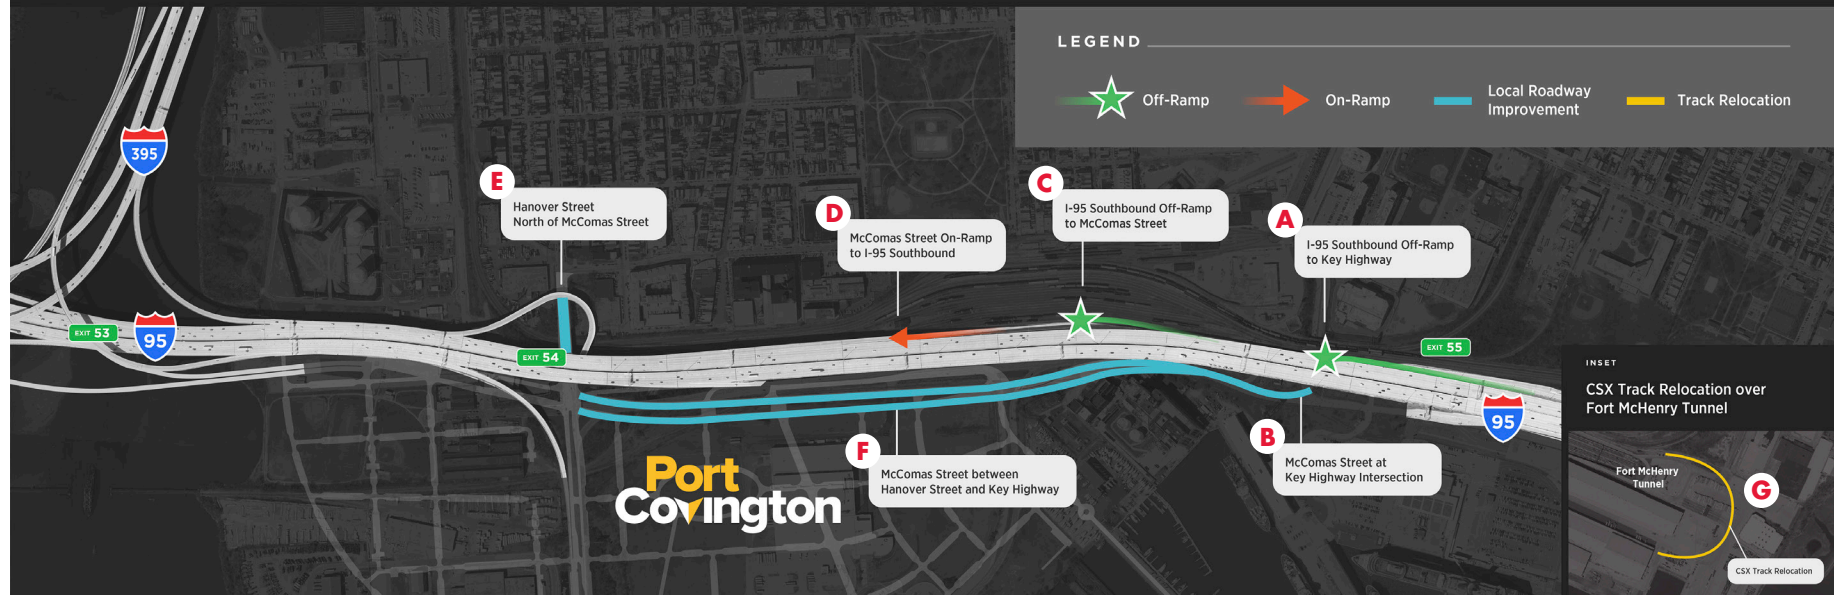 LEGEND
Off-Ramp
On-Ramp
Local Roadway
Improvement
Track Relocation
395
E
Hanover Street
North of McComas Street
D
McComas Street On-Ramp
to I-95 Southbound
C
I-95 Southbound Off-Ramp
to McComas Street
A
I-95 Southbound Off-Ramp
to Key Highway
EXIT 53
95
EXIT 54
EXIT 55
95
F
McComas Street between
Hanover Street and Key Highway
B
McComas Street at
Key Highway Intersection
Port
Covington
INSET
CSX Track Relocation over
Fort McHenry Tunnel
Fort McHenry
Tunnel
G
CSX Track Relocation